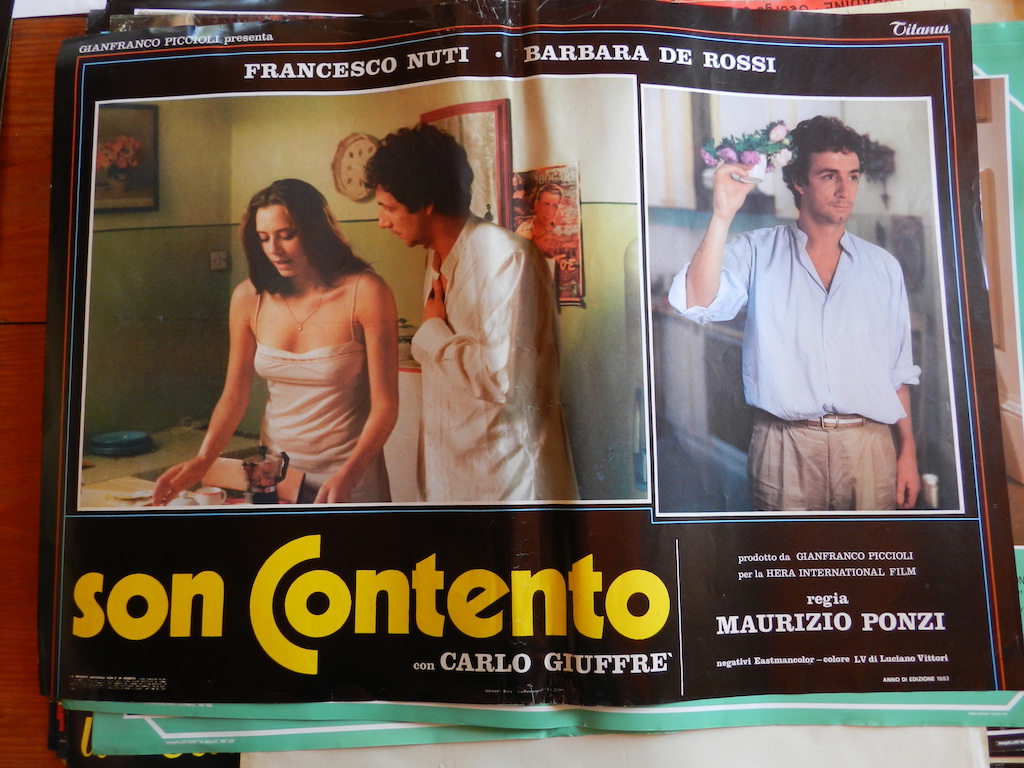 GIANFRANCO PICCIOLI presenta
Titanus
FRANCESCO NUTI · BARBARA DE ROSSI
son Contento
con CARLO GIUFFRE`
prodotto da GIANFRANCO PICCIOLI
per la HERA INTERNATIONAL FILM
regia
MAURIZIO PONZI
negativi Eastmancolor – colore LV di Luciano Vittori
ANNO DI EDIZIONE 1983